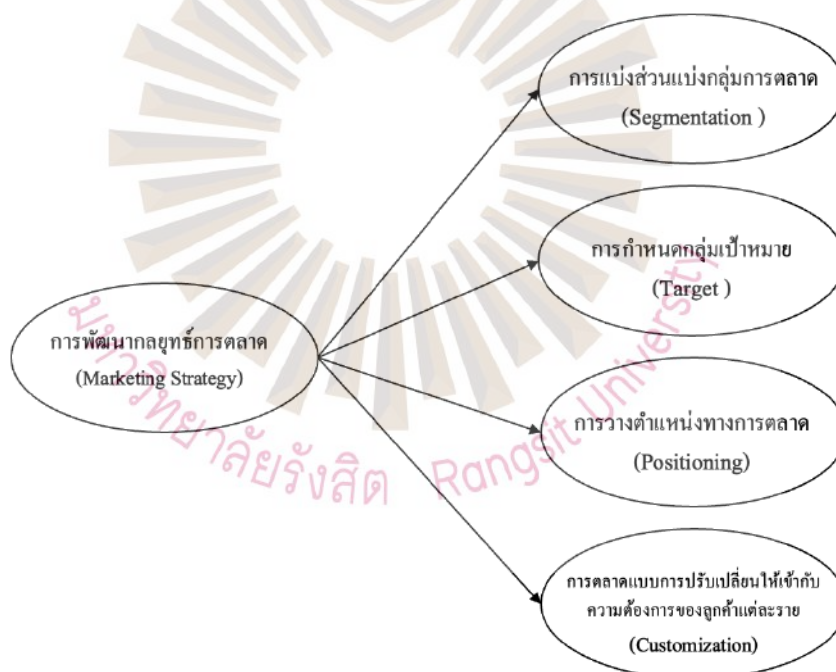 การแบ่งส่วนแบ่งกลุ่มการตลาด
(Segmentation )
การกำหนดกลุ่มเป้าหมาย
(Target )
การพัฒนากลยุทธ์การตลาด
(Marketing Strategy)
การวางตำแหน่งทางการตลาด
(Positioning)
การตลาดแบบการปรับเปลี่ยนให้เข้ากับ
ความต้องการของลูกค้าแต่ละราย
(Customization)
มหาวิทยาลัยรังสิต Rangsit University